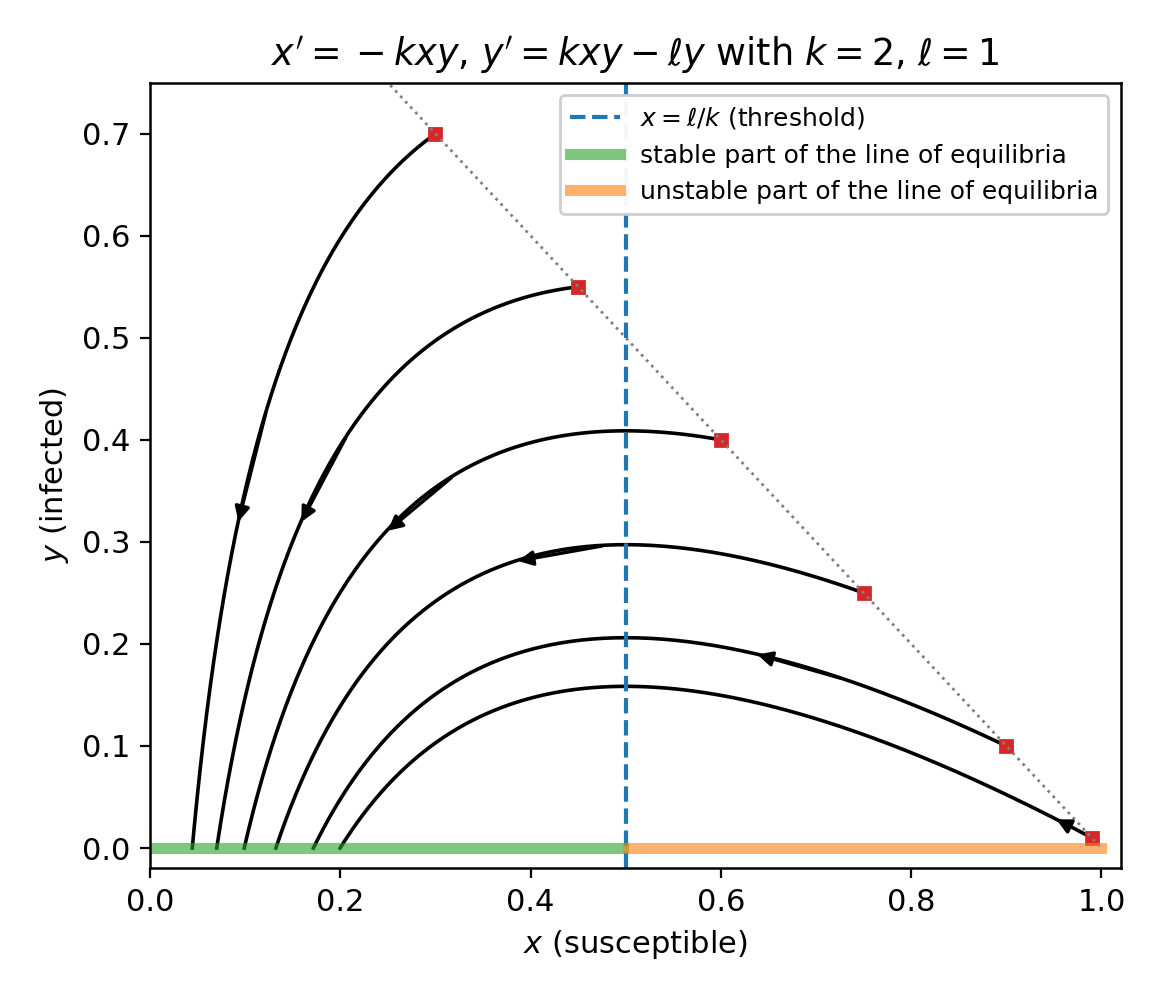 x′ = −kxy, y′ = kxy − ℓy with k = 2, ℓ = 1
x = ℓ/k (threshold)
stable part of the line of equilibria
unstable part of the line of equilibria
0.7
0.6
0.5
0.4
0.3
0.2
0.1
0.0
y (infected)
0.0 0.2 0.4 0.6 0.8 1.0
x (susceptible)